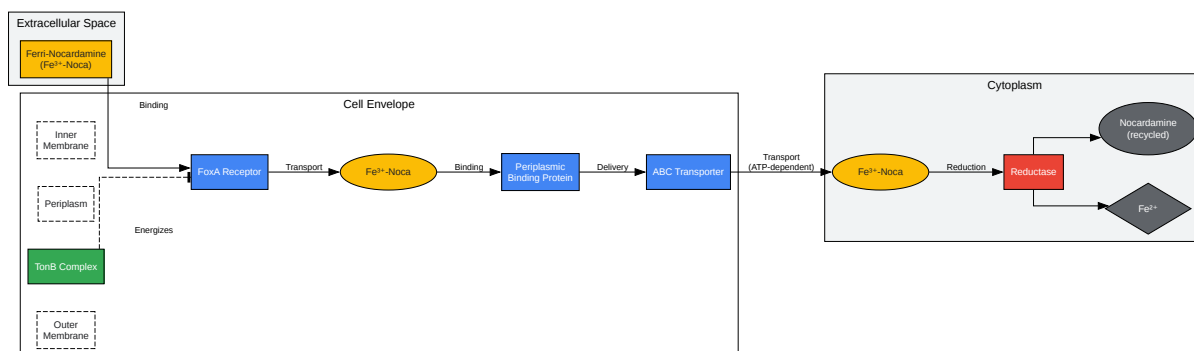 Extracellular Space
Ferri-Nocardamine
(Fe³⁺-Noca)
Binding
Cell Envelope
Inner
Membrane
Periplasm
Energizes
TonB Complex
Outer
Membrane
FoxA Receptor
Transport
Fe³⁺-Noca
Binding
Periplasmic
Binding Protein
Delivery
ABC Transporter
Transport
(ATP-dependent)
Cytoplasm
Fe³⁺-Noca
Reduction
Reductase
Nocardamine
(recycled)
Fe²⁺